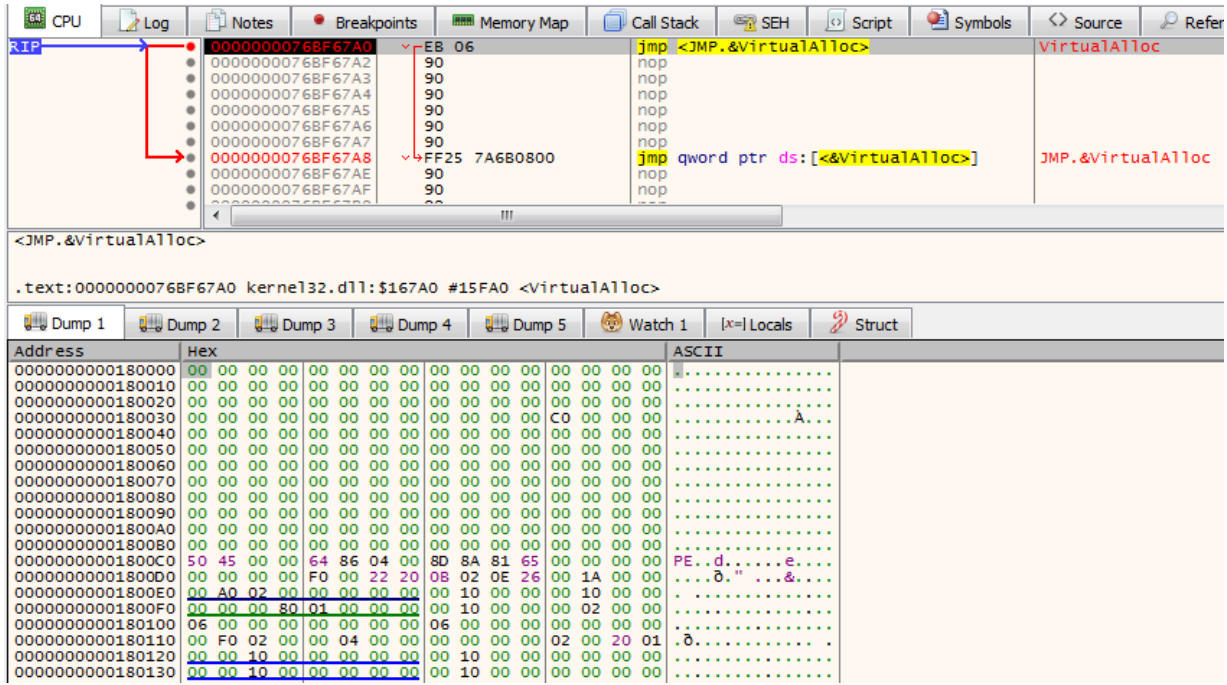 64 CPU Log Notes Breakpoints Memory Map Call Stack SEH Script Symbols Source Refer
RIP 0000000076BF67A0 EB 06 jmp <JMP.&VirtualAlloc> VirtualAlloc
0000000076BF67A2 90 nop
0000000076BF67A3 90 nop
0000000076BF67A4 90 nop
0000000076BF67A5 90 nop
0000000076BF67A6 90 nop
0000000076BF67A7 90 nop
0000000076BF67A8 FF25 7A6B0800 jmp qword ptr ds:[<&VirtualAlloc>] JMP.&VirtualAlloc
0000000076BF67AE 90 nop
0000000076BF67AF 90 nop
<JMP.&VirtualAlloc>
.text:0000000076BF67A0 kernel32.dll:$167A0 #15FA0 <VirtualAlloc>
Dump 1 Dump 2 Dump 3 Dump 4 Dump 5 Watch 1 [x=] Locals Struct
Address Hex ASCII
0000000000180000 00 00 00 00 00 00 00 00 00 00 00 00 00 00 00 00 ................
0000000000180010 00 00 00 00 00 00 00 00 00 00 00 00 00 00 00 00 ................
0000000000180020 00 00 00 00 00 00 00 00 00 00 00 00 00 00 00 00 ................
0000000000180030 00 00 00 00 00 00 00 00 00 00 00 00 C0 00 00 00 ............À...
0000000000180040 00 00 00 00 00 00 00 00 00 00 00 00 00 00 00 00 ................
0000000000180050 00 00 00 00 00 00 00 00 00 00 00 00 00 00 00 00 ................
0000000000180060 00 00 00 00 00 00 00 00 00 00 00 00 00 00 00 00 ................
0000000000180070 00 00 00 00 00 00 00 00 00 00 00 00 00 00 00 00 ................
0000000000180080 00 00 00 00 00 00 00 00 00 00 00 00 00 00 00 00 ................
0000000000180090 00 00 00 00 00 00 00 00 00 00 00 00 00 00 00 00 ................
00000000001800A0 00 00 00 00 00 00 00 00 00 00 00 00 00 00 00 00 ................
00000000001800B0 00 00 00 00 00 00 00 00 00 00 00 00 00 00 00 00 ................
00000000001800C0 50 45 00 00 64 86 04 00 8D 8A 81 65 00 00 00 00 PE..d......e....
00000000001800D0 00 00 00 00 F0 00 22 20 0B 02 0E 26 00 1A 00 00 ....ð." ...&....
00000000001800E0 00 A0 02 00 00 00 00 00 00 10 00 00 00 10 00 00 . ..............
00000000001800F0 00 00 00 80 01 00 00 00 00 10 00 00 00 02 00 00 ................
0000000000180100 06 00 00 00 00 00 00 00 06 00 00 00 00 00 00 00 ................
0000000000180110 00 F0 02 00 00 04 00 00 00 00 00 00 02 00 20 01 .ð............ .
0000000000180120 00 00 10 00 00 00 00 00 00 10 00 00 00 00 00 00 ................
0000000000180130 00 00 10 00 00 00 00 00 00 10 00 00 00 00 00 00 ................